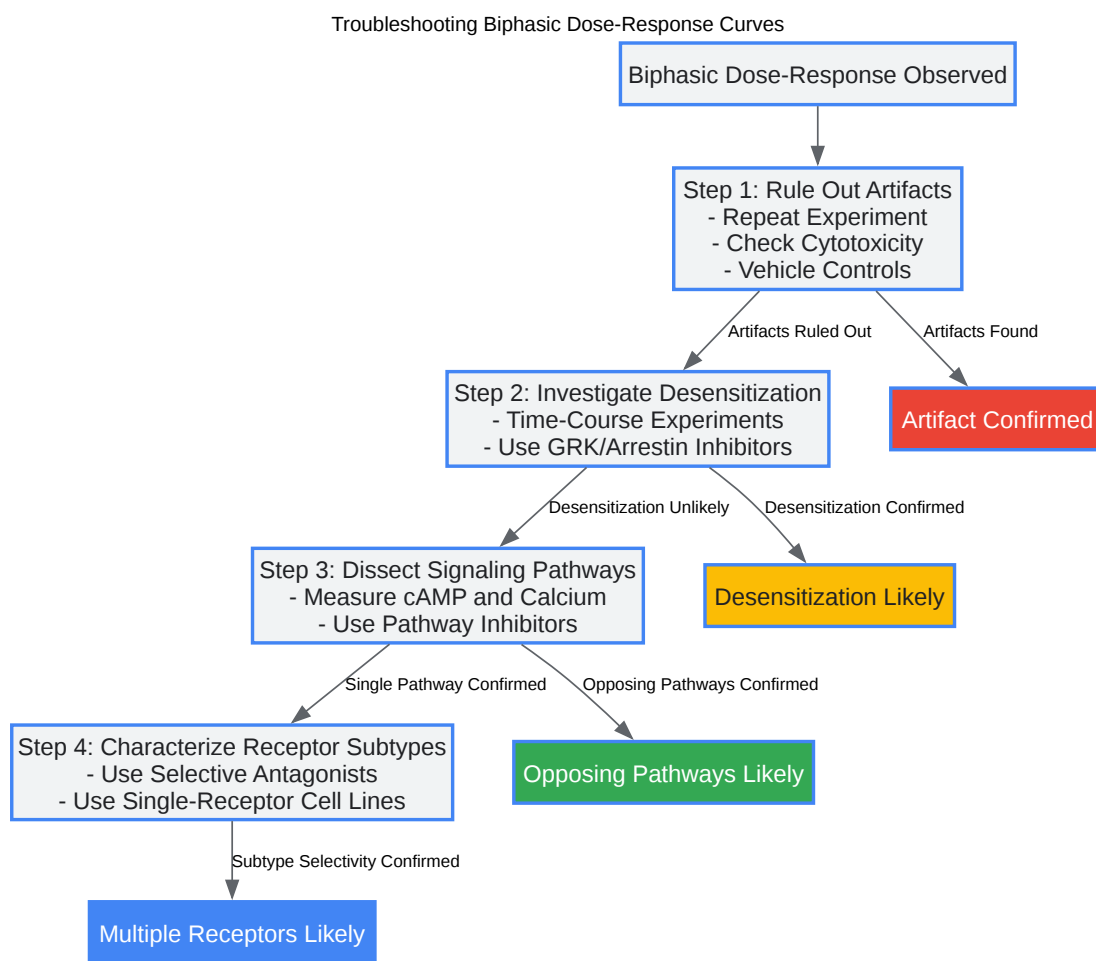 Troubleshooting Biphasic Dose-Response Curves
Biphasic Dose-Response Observed
Step 1: Rule Out Artifacts
- Repeat Experiment
- Check Cytotoxicity
- Vehicle Controls
Artifacts Ruled Out
Artifacts Found
Step 2: Investigate Desensitization
- Time-Course Experiments
- Use GRK/Arrestin Inhibitors
Artifact Confirmed
Desensitization Unlikely
Desensitization Confirmed
Step 3: Dissect Signaling Pathways
- Measure cAMP and Calcium
- Use Pathway Inhibitors
Desensitization Likely
Single Pathway Confirmed
Opposing Pathways Confirmed
Step 4: Characterize Receptor Subtypes
- Use Selective Antagonists
- Use Single-Receptor Cell Lines
Opposing Pathways Likely
Subtype Selectivity Confirmed
Multiple Receptors Likely